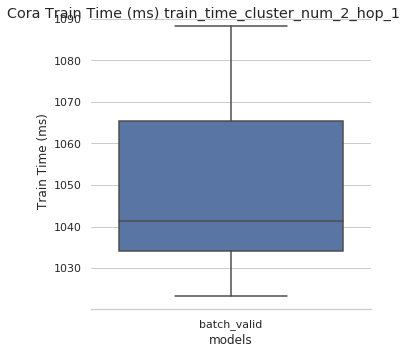 Cora Train Time (ms) train_time_cluster_num_2_hop_1
1090
1080
1070
1060
1050
1040
1030
Train Time (ms)
batch_valid
models